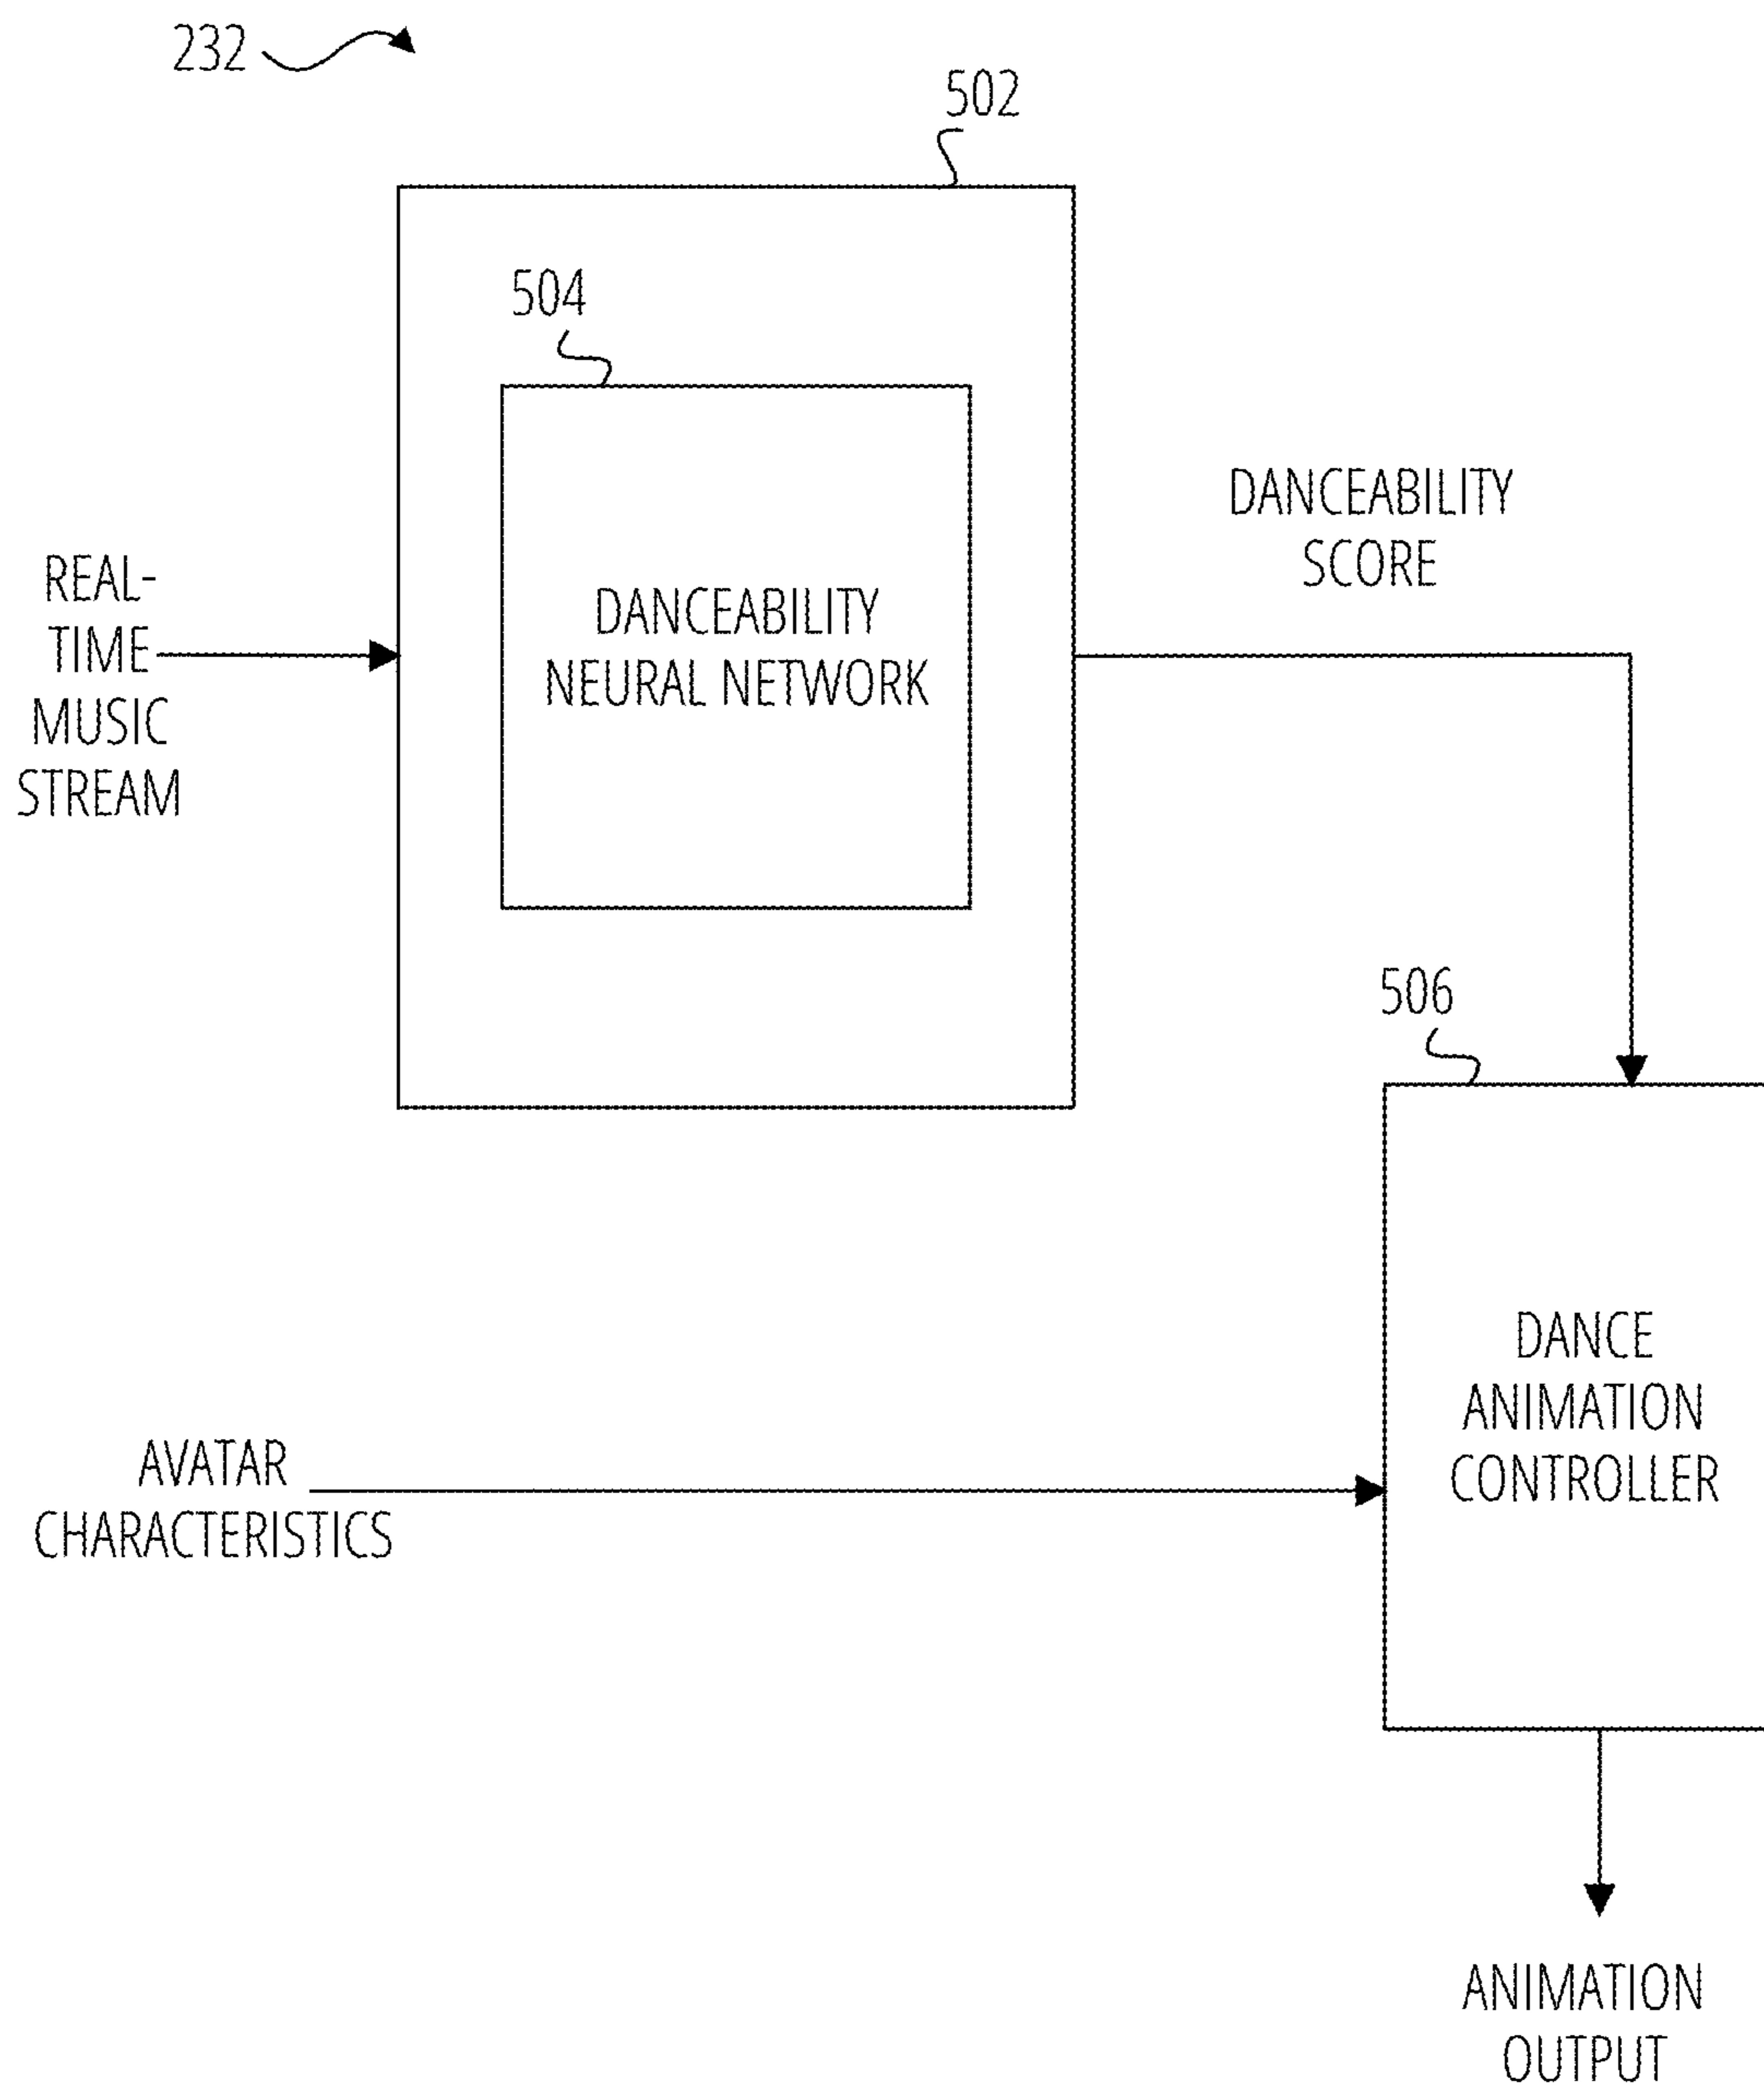 232
502
504
DANCEABILITY
SCORE
REAL-
TIME
MUSIC
STREAM
DANCEABILITY
NEURAL NETWORK
506
DANCE
ANIMATION
CONTROLLER
AVATAR
CHARACTERISTICS
ANIMATION
OUTPUT